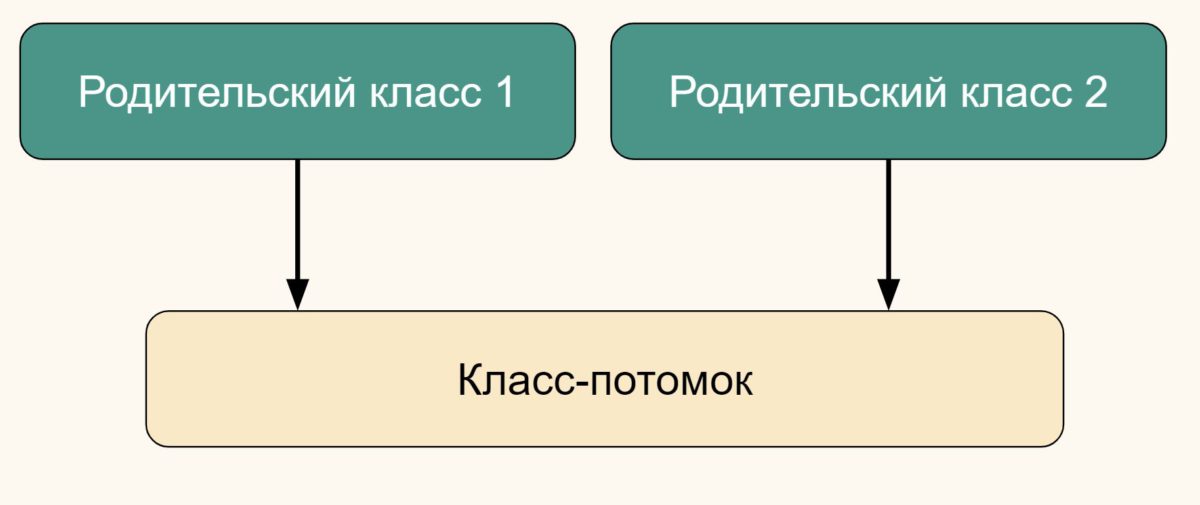 Родительский класс 1
Родительский класс 2
Класс-потомок